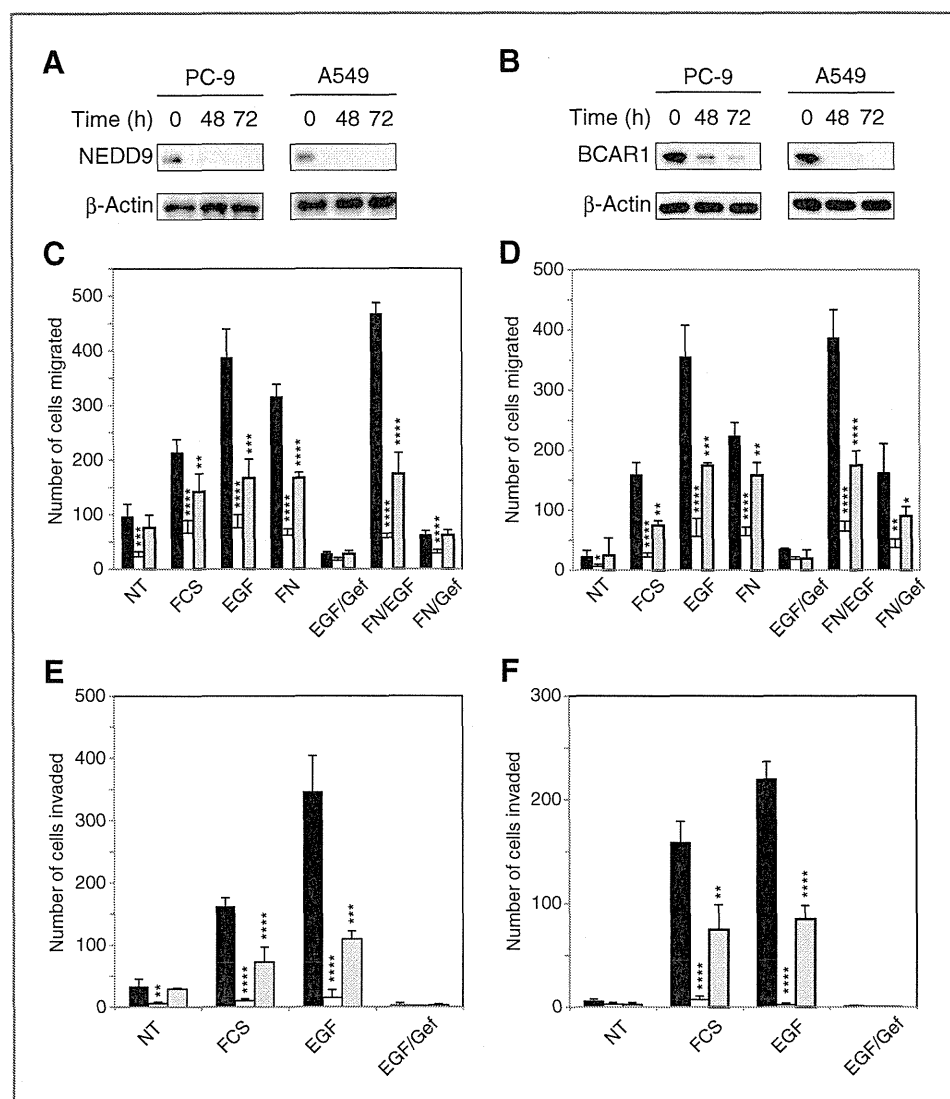 A
PC-9 A549
Time (h) 0 48 72 0 48 72
NEDD9
β-Actin
B
PC-9 A549
Time (h) 0 48 72 0 48 72
BCAR1
β-Actin
C
Number of cells migrated
500
400
300
200
100
0
*** **** ** **** *** **** **** **** **** ****
NT FCS EGF FN EGF/Gef FN/EGF FN/Gef
D
Number of cells migrated
500
400
300
200
100
0
* **** ** **** *** **** ** **** **** ** *
NT FCS EGF FN EGF/Gef FN/EGF FN/Gef
E
Number of cells invaded
500
400
300
200
100
0
** **** **** **** ***
NT FCS EGF EGF/Gef
F
Number of cells invaded
300
200
100
0
**** ** **** ****
NT FCS EGF EGF/Gef